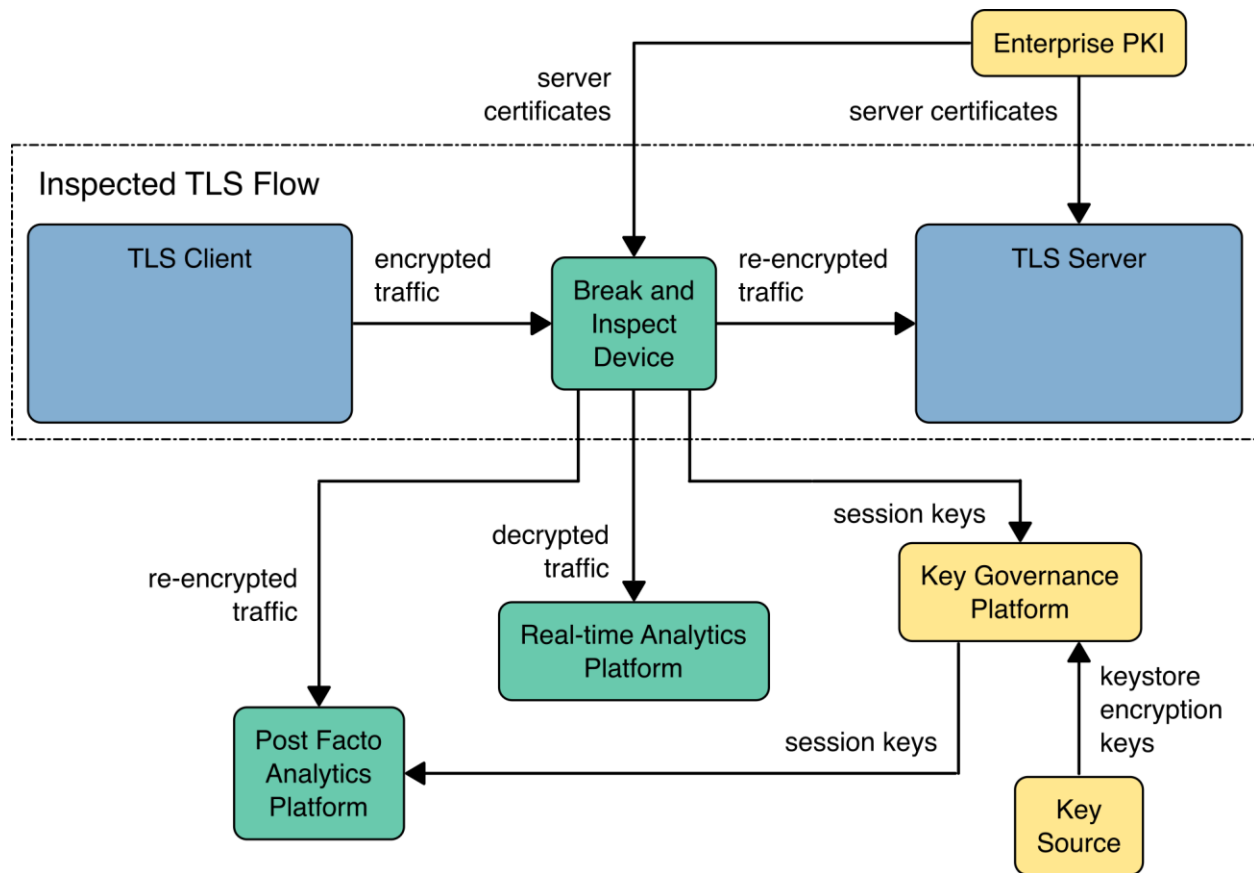 Enterprise PKI
server
certificates
server certificates
Inspected TLS Flow
TLS Client
encrypted
traffic
Break and
Inspect
Device
re-encrypted
traffic
TLS Server
re-encrypted
traffic
decrypted
traffic
session keys
Key Governance
Platform
Real-time Analytics
Platform
keystore
encryption
keys
Post Facto
Analytics
Platform
session keys
Key
Source